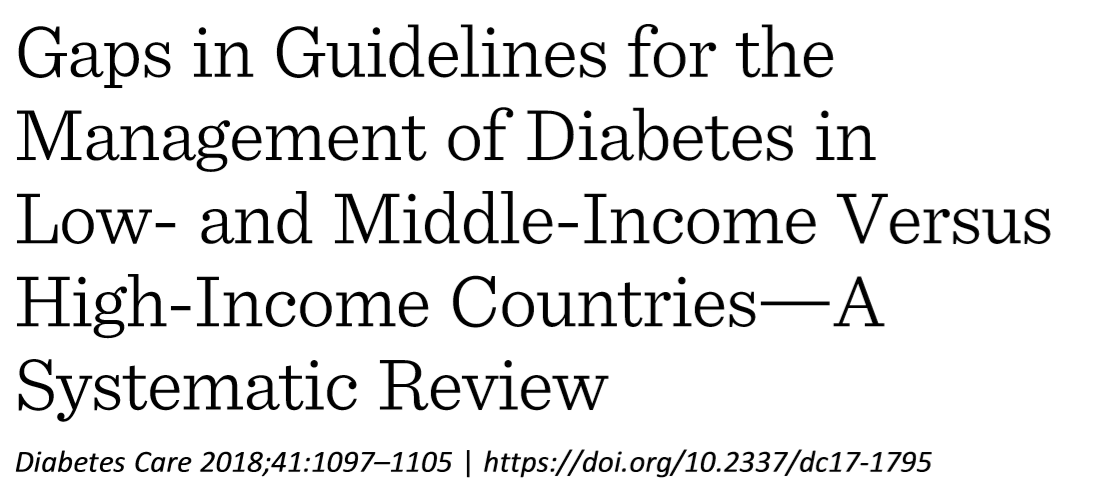 Gaps in Guidelines for the
Management of Diabetes in
Low- and Middle-Income Versus
High-Income Countries—A
Systematic Review
Diabetes Care 2018;41:1097–1105 | https://doi.org/10.2337/dc17-1795